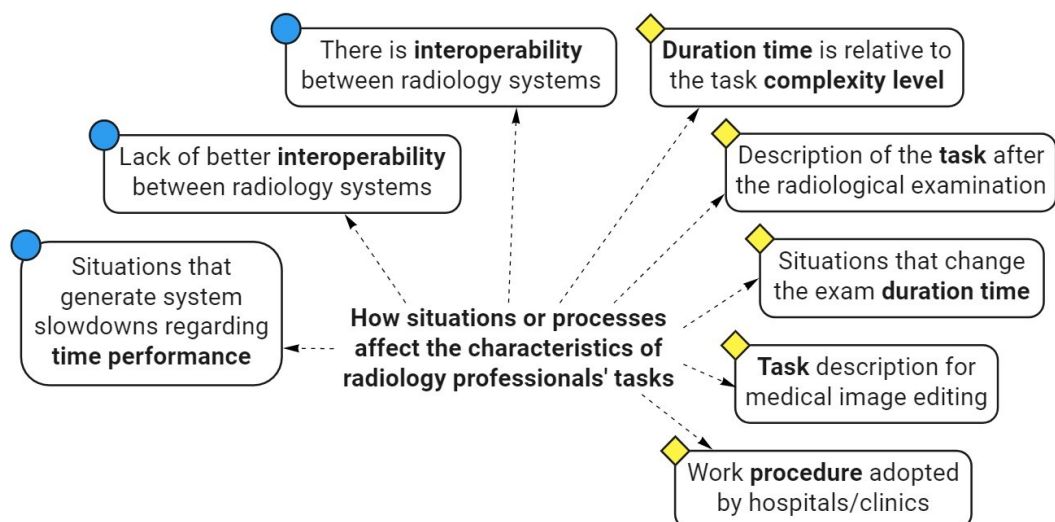 There is interoperability
between radiology systems
Duration time is relative to
the task complexity level
Lack of better interoperability
between radiology systems
Description of the task after
the radiological examination
Situations that
generate system
slowdowns regarding
time performance
Situations that change
the exam duration time
How situations or processes
affect the characteristics of
radiology professionals' tasks
Task description for
medical image editing
Work procedure adopted
by hospitals/clinics